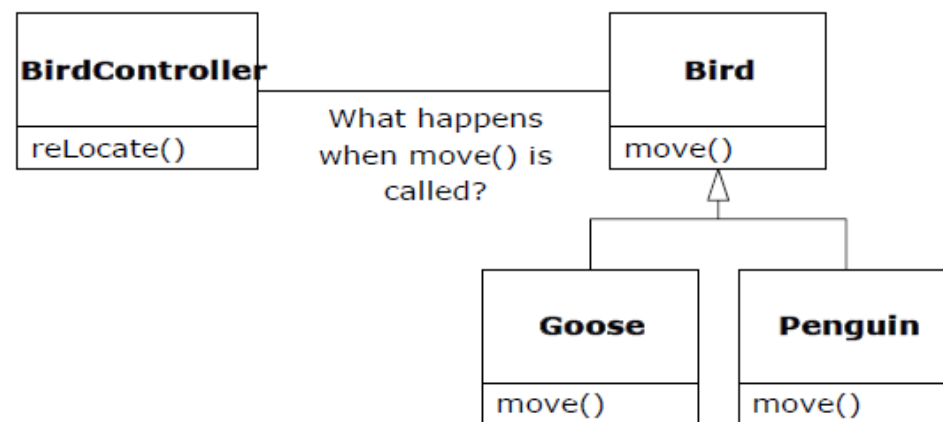 BirdController
Bird
reLocate()
What happens
when move() is
called?
move()
Goose
Penguin
move()
move()